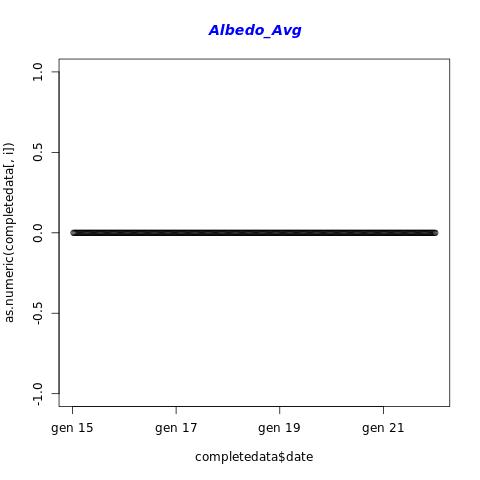 Albedo_Avg
as.numeric(completedata[, i])
1.0
0.5
0.0
-0.5
-1.0
gen 15
gen 17
gen 19
gen 21
completedata$date